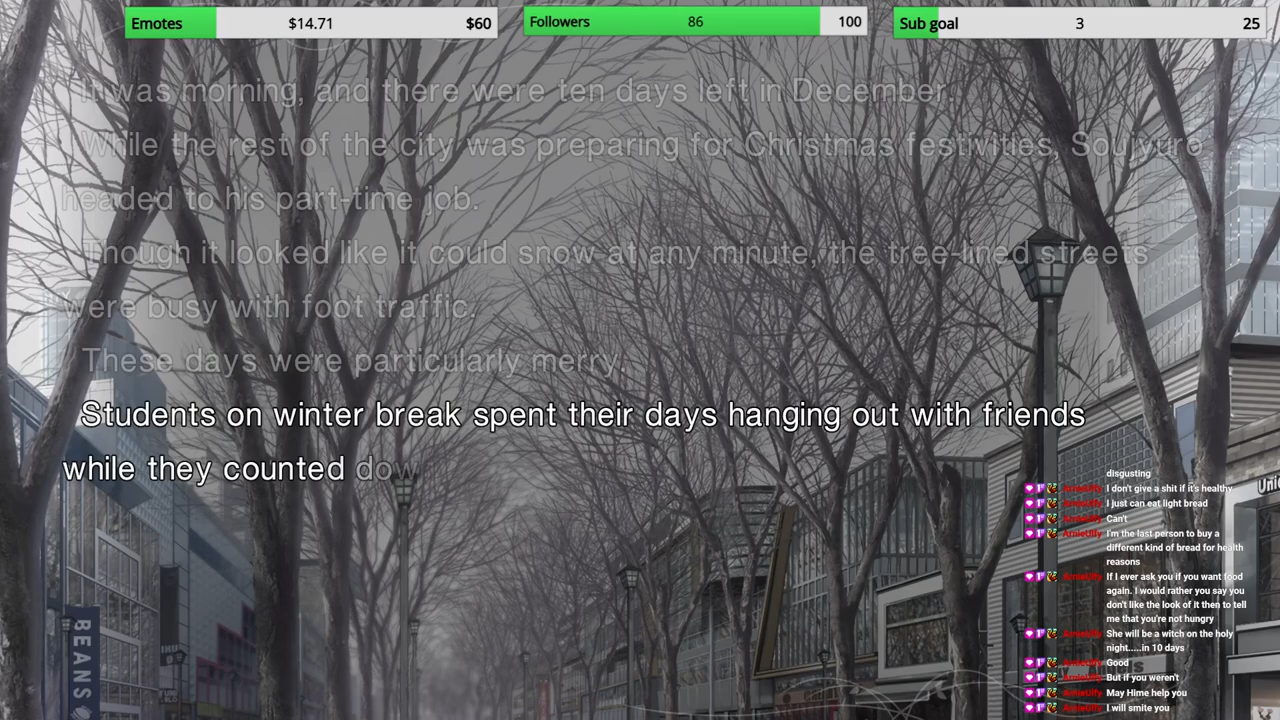 Emotes $14.71 $60
Followers 86 100
Sub goal 3 25
It was morning, and there were ten days left in December.
While the rest of the city was preparing for Christmas festivities, Soulyuro
headed to his part-time job.
Though it looked like it could snow at any minute, the tree-lined streets
were busy with foot traffic.
These days were particularly merry.
Students on winter break spent their days hanging out with friends
while they counted dow
BEANS
disgusting
I don't give a shit if it's healthy
I just can eat light bread
Can't
I'm the last person to buy a
different kind of bread for health
reasons
If I ever ask you if you want food
again. I would rather you say you
don't like the look of it then to tell
me that you're not hungry
She will be a witch on the holy
night.....in 10 days
Good
But if you weren't
May Hime help you
I will smite you